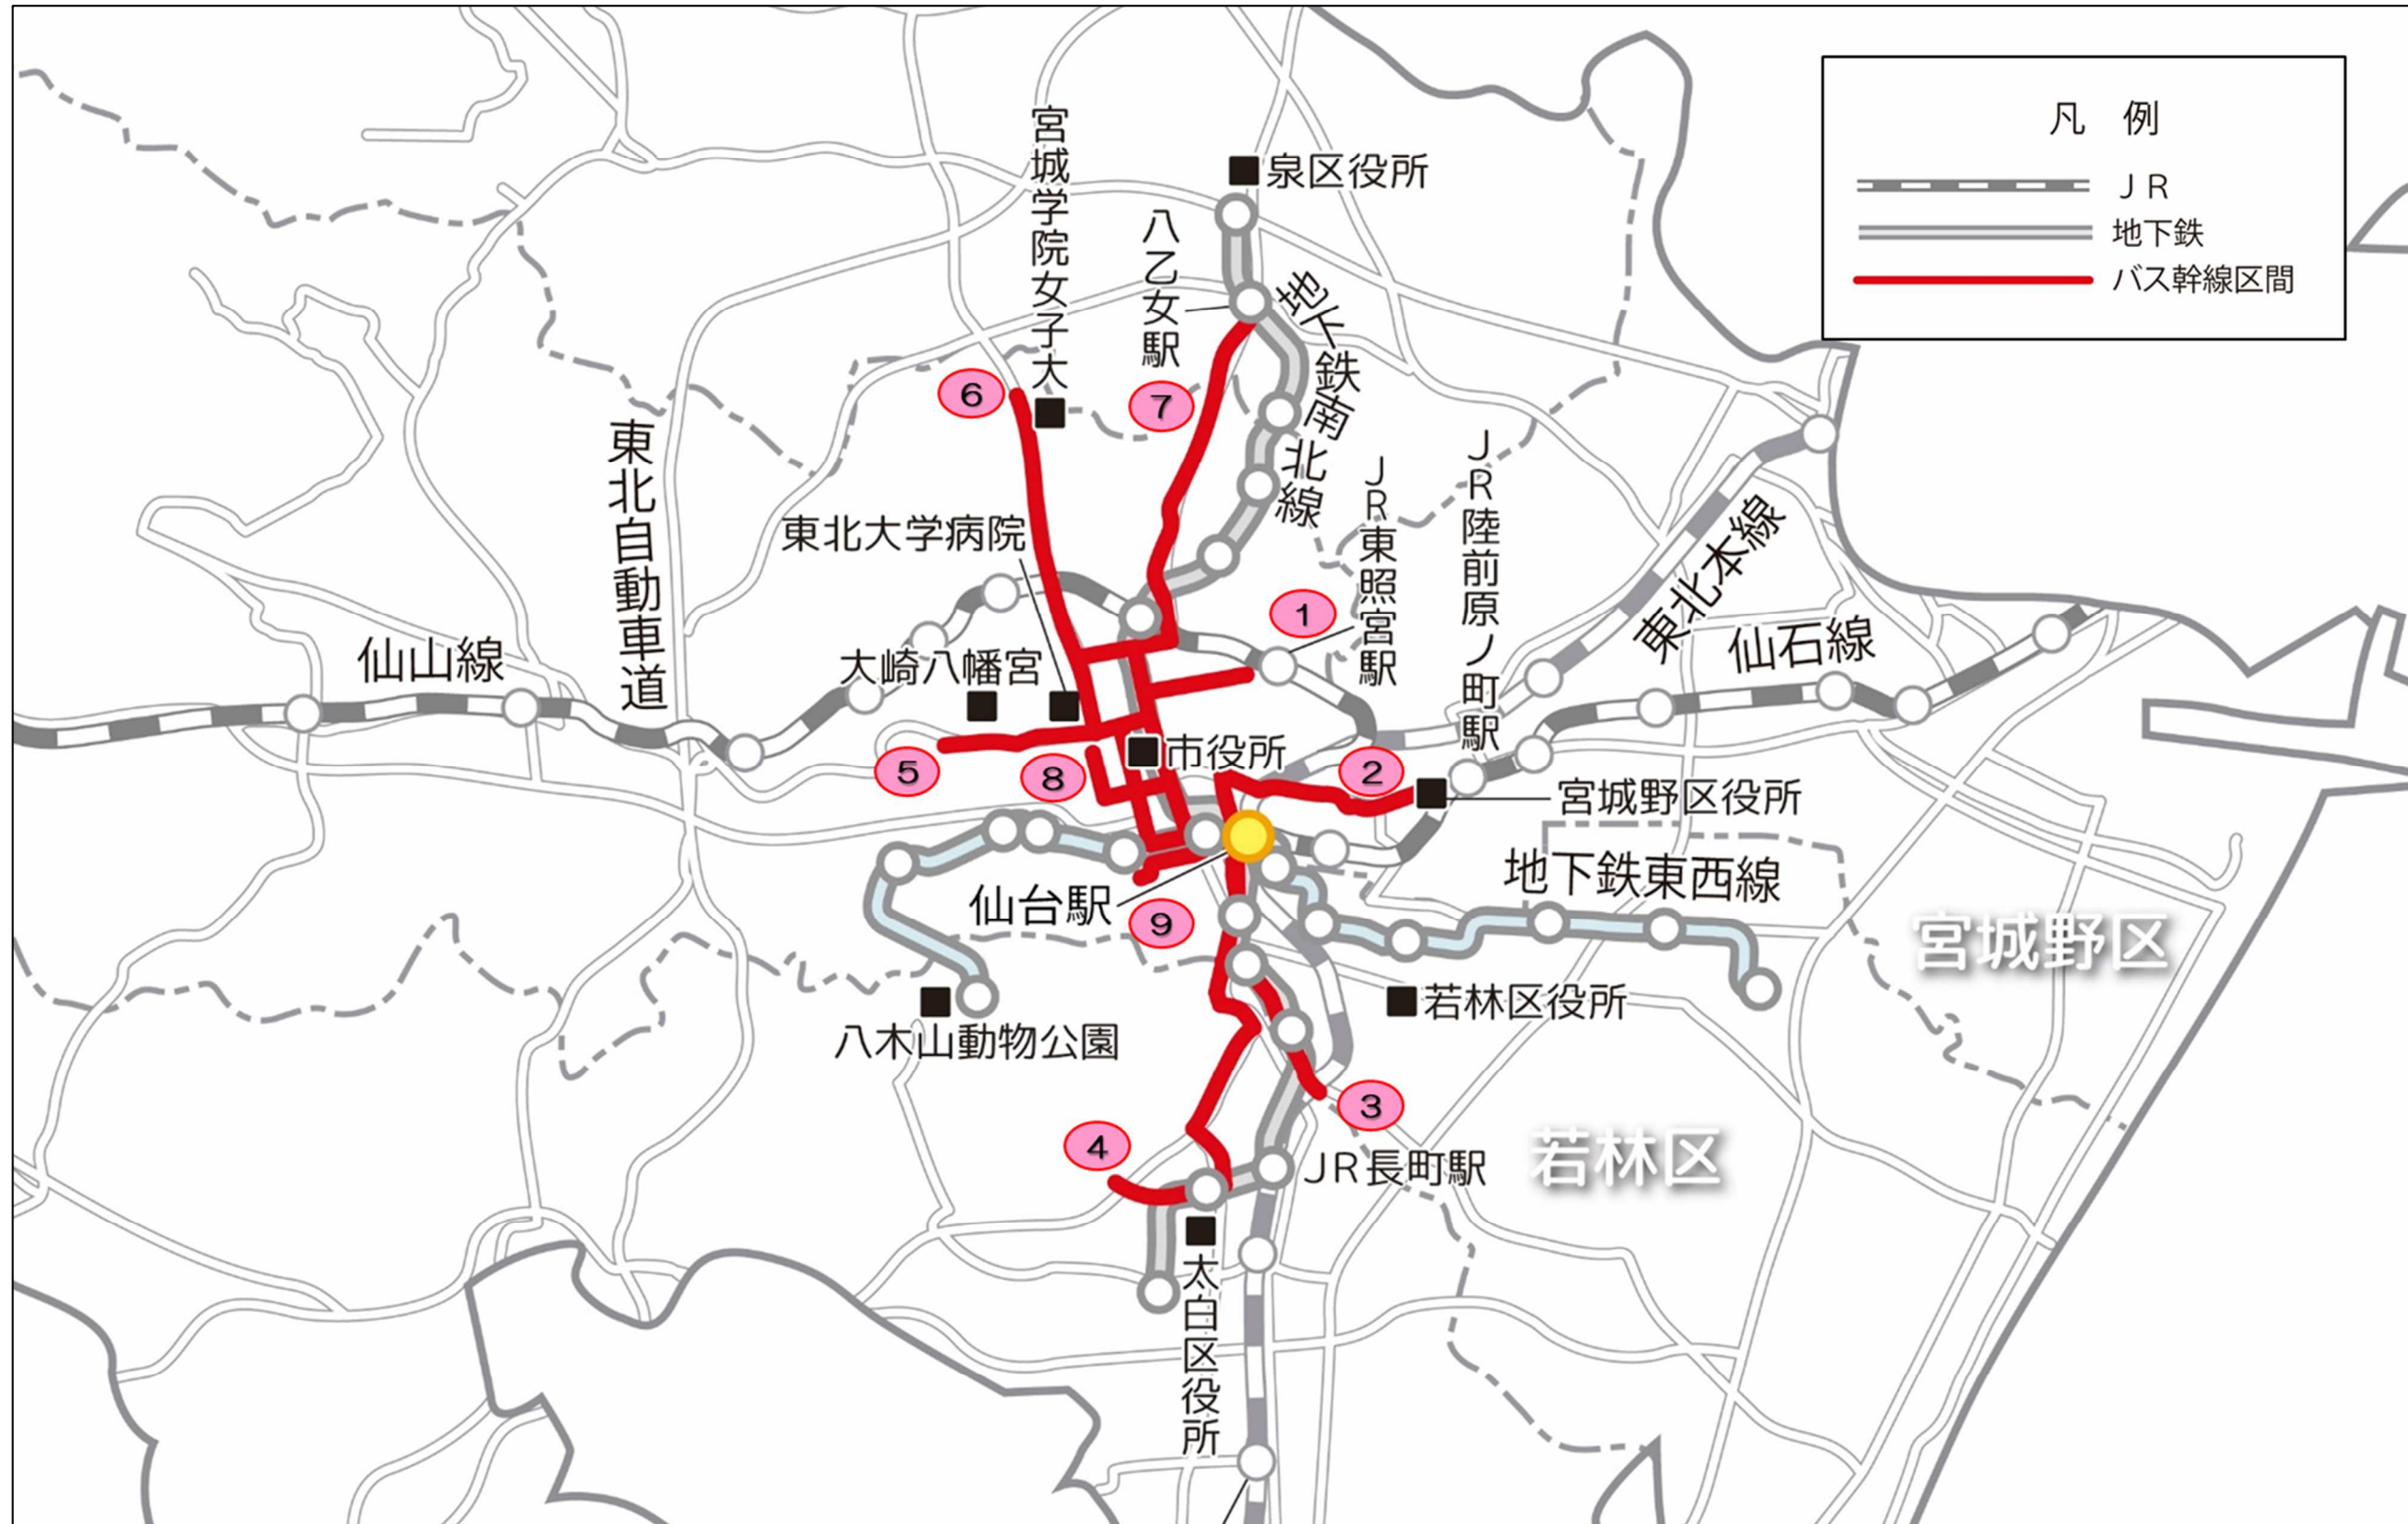 凡 例
JR
地下鉄
バス幹線区間
宮城学院女子大
泉区役所
八乙女駅
地下鉄南北線
6
7
東北自動車道
東北大学病院
JR東照宮駅
JR陸前原ノ町駅
東北本線
仙石線
1
仙山線
大崎八幡宮
市役所
5
8
2
宮城野区役所
地下鉄東西線
仙台駅
9
宮城野区
若林区役所
八木山動物公園
3
4
若林区
JR長町駅
太白区役所